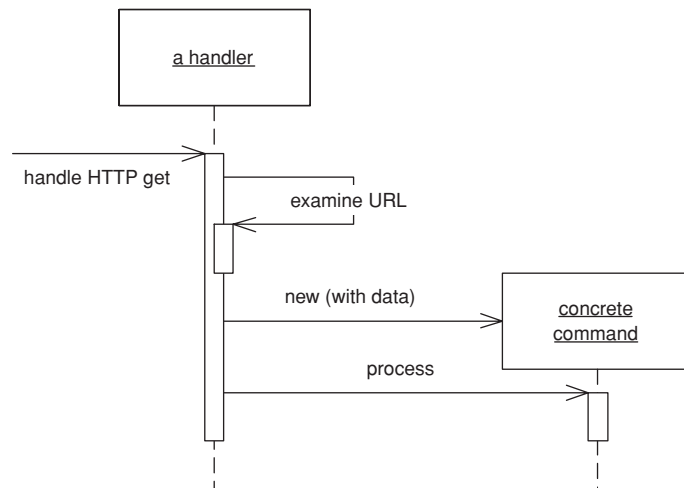 a handler
handle HTTP get
examine URL
new (with data)
concrete
command
process